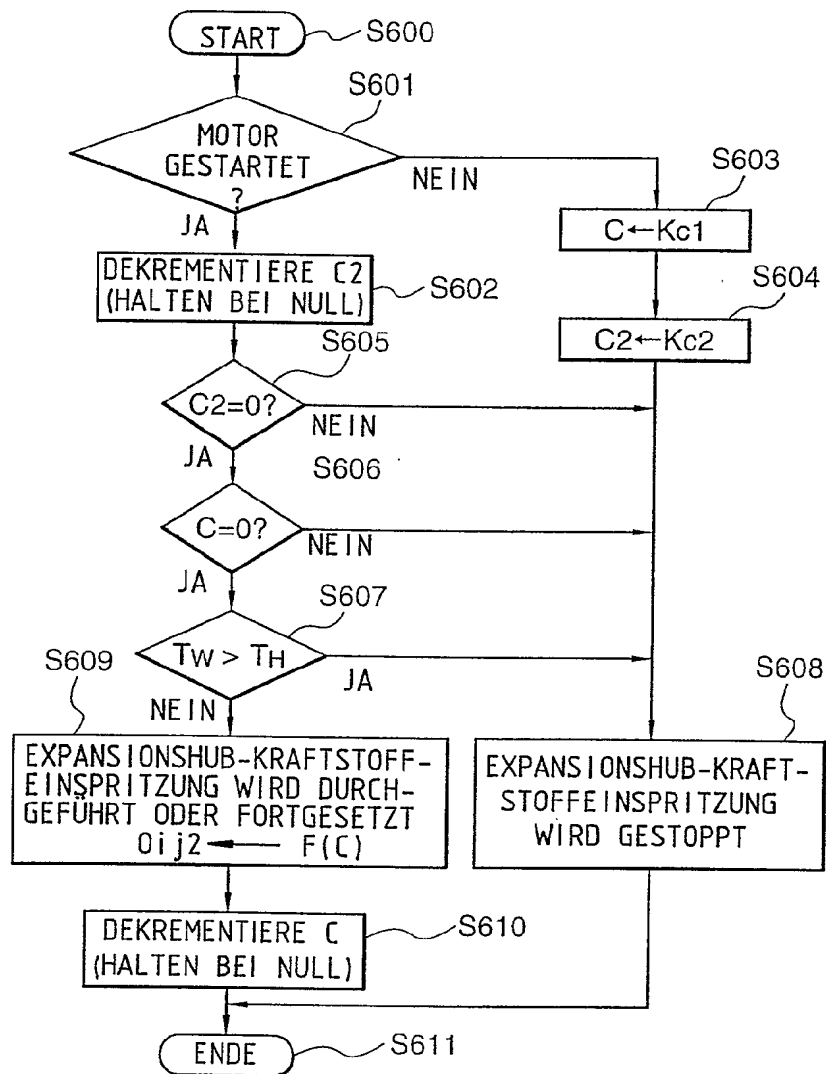 START
S600
S601
MOTOR
GESTARTET
?
NEIN
JA
S603
C←Kc1
DEKREMENTIERE C2
(HALTEN BEI NULL)
S602
S604
C2←Kc2
S605
C2=0?
NEIN
JA
S606
C=0?
NEIN
JA
S607
TW > TH
JA
NEIN
S609
S608
EXPANSIONSHUB-KRAFTSTOFF-
EINSPRITZUNG WIRD DURCH-
GEFÜHRT ODER FORTGESETZT
Oij2 ← F(C)
EXPANSIONSHUB-KRAFT-
STOFFEINSPRITZUNG
WIRD GESTOPPT
DEKREMENTIERE C
(HALTEN BEI NULL)
S610
ENDE
S611